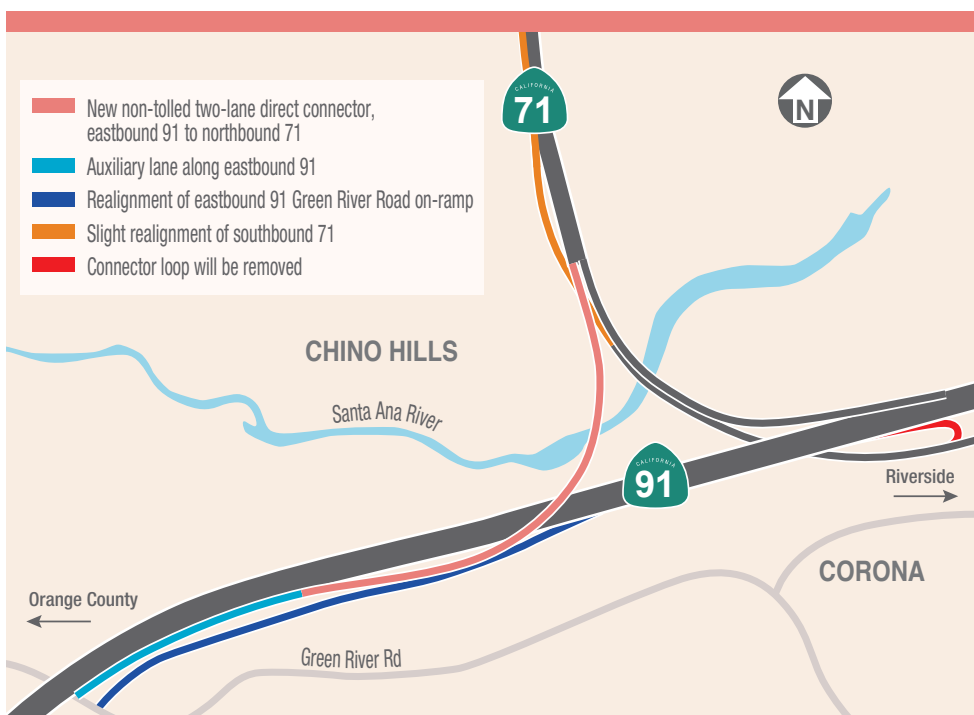 CALIFORNIA
71
N
New non-tolled two-lane direct connector,
eastbound 91 to northbound 71
Auxiliary lane along eastbound 91
Realignment of eastbound 91 Green River Road on-ramp
Slight realignment of southbound 71
Connector loop will be removed
CHINO HILLS
Santa Ana River
CALIFORNIA
91
Riverside
CORONA
Orange County
Green River Rd